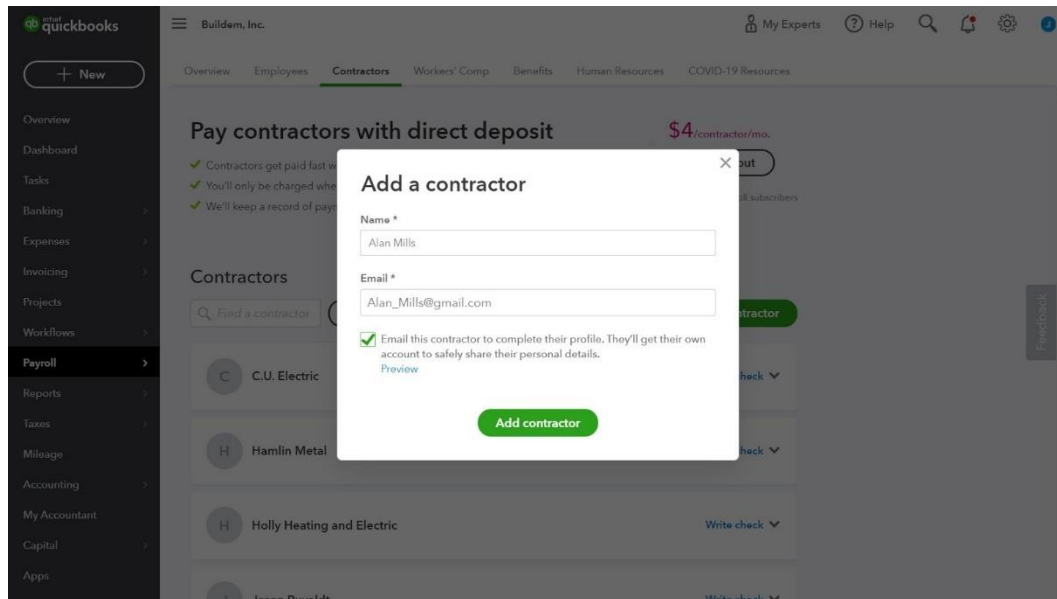 intuit
quickbooks
Buildem, Inc.
My Experts
Help
+ New
Overview
Employees
Contractors
Workers' Comp
Benefits
Human Resources
COVID-19 Resources
Overview
Dashboard
Tasks
Banking
Expenses
Invoicing
Projects
Workflows
Payroll
Reports
Taxes
Mileage
Accounting
My Accountant
Capital
Apps
Pay contractors with direct deposit
$4/contractor/mo.
Contractors get paid fast
You'll only be charged
We'll keep a record of
subscribers
Contractors
Find a contractor
Add a contractor
Name *
Alan Mills
Email *
Alan_Mills@gmail.com
Email this contractor to complete their profile. They'll get their own
account to safely share their personal details.
Preview
Add contractor
C
C.U. Electric
H
Hamlin Metal
H
Holly Heating and Electric
Write check
Feedback